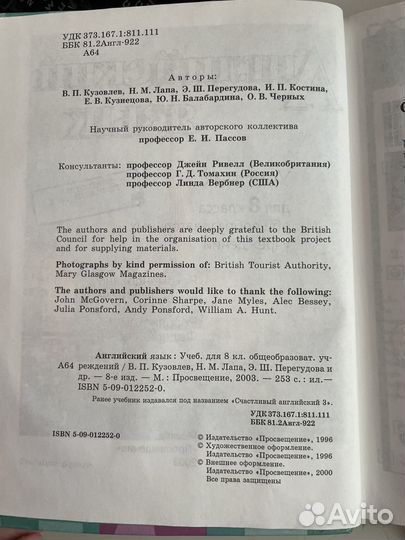 УДК 373.167.1:811.111
ББК 81.2Англ-922
А64
Авторы:
В. П. Кузовлев, Н. М. Лапа, Э. Ш. Перегудова, И. П. Костина,
Е. В. Кузнецова, Ю. Н. Балабардина, О. В. Черных
Научный руководитель авторского коллектива
профессор Е. И. Пассов
Консультанты: профессор Джейн Ривелл (Великобритания)
профессор Г. Д. Томахин (Россия)
профессор Линда Вербнер (США)
для 8 класса
The authors and publishers are deeply grateful to the British
Council for help in the organisation of this textbook project
and for supplying materials.
Photographs by kind permission of: British Tourist Authority,
Mary Glasgow Magazines.
The authors and publishers would like to thank the following:
John McGovern, Corinne Sharpe, Jane Myles, Alec Bessey,
Julia Ponsford, Andy Ponsford, William A. Hunt.
Английский язык : Учеб. для 8 кл. общеобразоват. уч-
А64 реждений / В. П. Кузовлев, Н. М. Лапа, Э. Ш. Перегудова и
др. — 8-е изд. — М. : Просвещение, 2003. — 253 с. : ил.—
ISBN 5-09-012252-0.
Ранее учебник издавался под названием «Счастливый английский 3».
УДК 373.167.1:811.111
ББК 81.2Англ-922
ISBN 5-09-012252-0
© Издательство «Просвещение», 1996
© Художественное оформление.
Издательство «Просвещение», 1996
© Внешнее оформление.
Издательство «Просвещение», 2000
Все права защищены
Avito